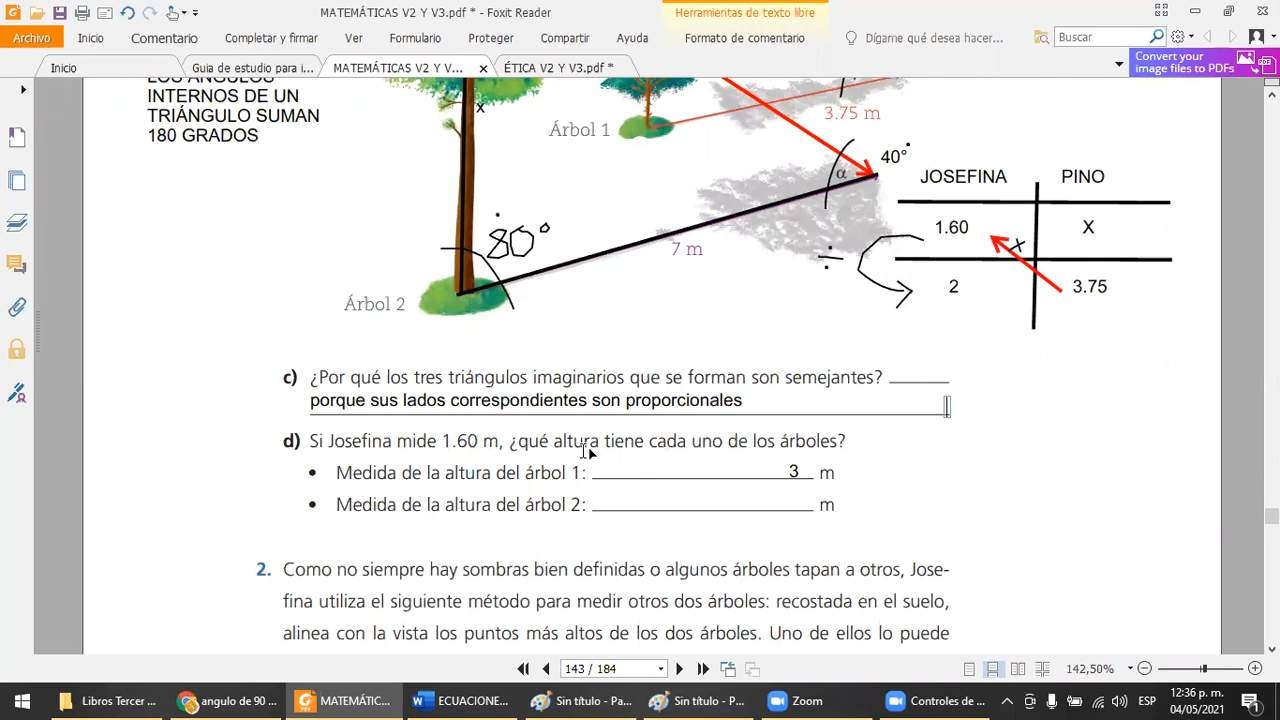 MATEMÁTICAS V2 Y V3.pdf * - Foxit Reader
Herramientas de texto libre
Archivo
Inicio
Comentario
Completar y firmar
Ver
Formulario
Proteger
Compartir
Ayuda
Formato de comentario
Dígame qué desea hacer...
Buscar
Inicio
Guia de estudio para i...
MATEMÁTICAS V2 Y V...
ÉTICA V2 Y V3.pdf *
Convert your
image files to PDFs
LOS ÁNGULOS
INTERNOS DE UN
TRIÁNGULO SUMAN
180 GRADOS
x
Árbol 1
3.75 m
α
40°
80°
7 m
Árbol 2
JOSEFINA PINO
1.60 X
x
÷
2 3.75
c) ¿Por qué los tres triángulos imaginarios que se forman son semejantes?
porque sus lados correspondientes son proporcionales
d) Si Josefina mide 1.60 m, ¿qué altura tiene cada uno de los árboles?
• Medida de la altura del árbol 1: 3 m
• Medida de la altura del árbol 2: m
2. Como no siempre hay sombras bien definidas o algunos árboles tapan a otros, Jose-
fina utiliza el siguiente método para medir otros dos árboles: recostada en el suelo,
alinea con la vista los puntos más altos de los dos árboles. Uno de ellos lo puede
143 / 184
142,50%
Libros Tercer ...
angulo de 90 ...
MATEMÁTIC...
ECUACIONE...
Sin título - Pa...
Sin título - P...
Zoom
Controles de ...
ESP
12:36 p. m.
04/05/2021